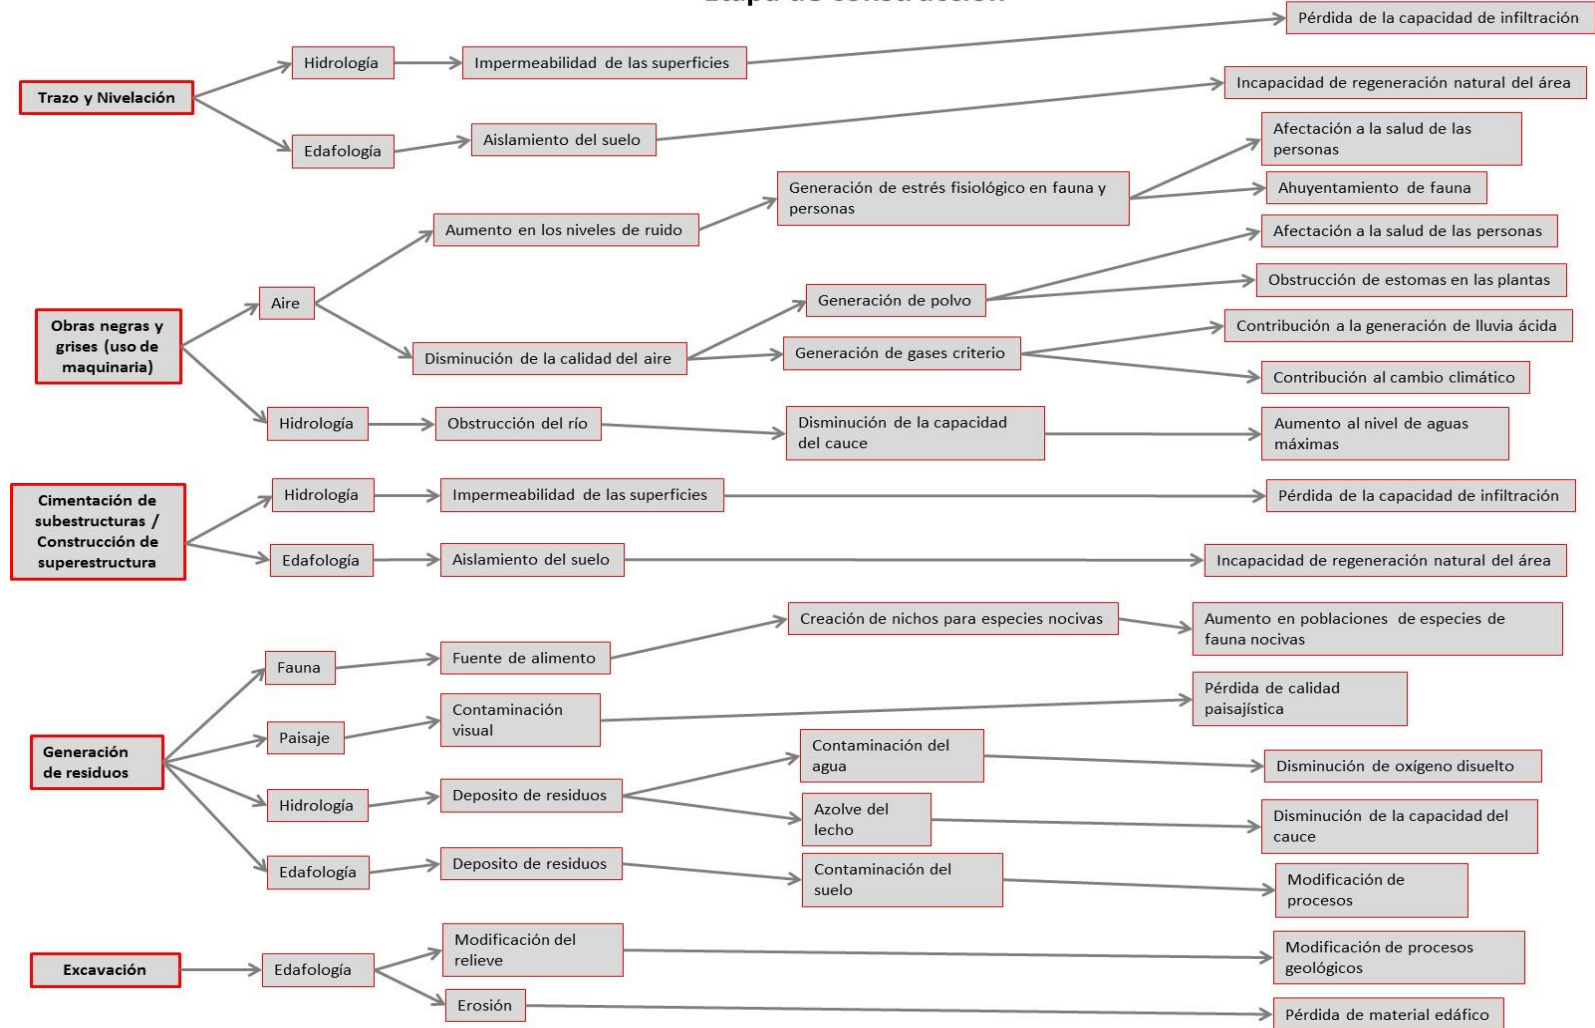 Etapa de construcción
Pérdida de la capacidad de infiltración
Hidrología
Impermeabilidad de las superficies
Trazo y Nivelación
Incapacidad de regeneración natural del área
Edafología
Aislamiento del suelo
Afectación a la salud de las
personas
Generación de estrés fisiológico en fauna y
personas
Ahuyentamiento de fauna
Aumento en los niveles de ruido
Afectación a la salud de las personas
Aire
Generación de polvo
Obstrucción de estomas en las plantas
Obras negras y
grises (uso de
maquinaria)
Contribución a la generación de lluvia ácida
Disminución de la calidad del aire
Generación de gases criterio
Contribución al cambio climático
Hidrología
Obstrucción del río
Disminución de la capacidad
del cauce
Aumento al nivel de aguas
máximas
Cimentación de
subestructuras /
Construcción de
superestructura
Hidrología
Impermeabilidad de las superficies
Pérdida de la capacidad de infiltración
Edafología
Aislamiento del suelo
Incapacidad de regeneración natural del área
Creación de nichos para especies nocivas
Aumento en poblaciones de especies de
fauna nocivas
Fauna
Fuente de alimento
Pérdida de calidad
paisajística
Paisaje
Contaminación
visual
Generación
de residuos
Contaminación del
agua
Disminución de oxígeno disuelto
Hidrología
Deposito de residuos
Azolve del
lecho
Disminución de la capacidad del
cauce
Edafología
Deposito de residuos
Contaminación del
suelo
Modificación de
procesos
Excavación
Edafología
Modificación del
relieve
Modificación de procesos
geológicos
Erosión
Pérdida de material edáfico